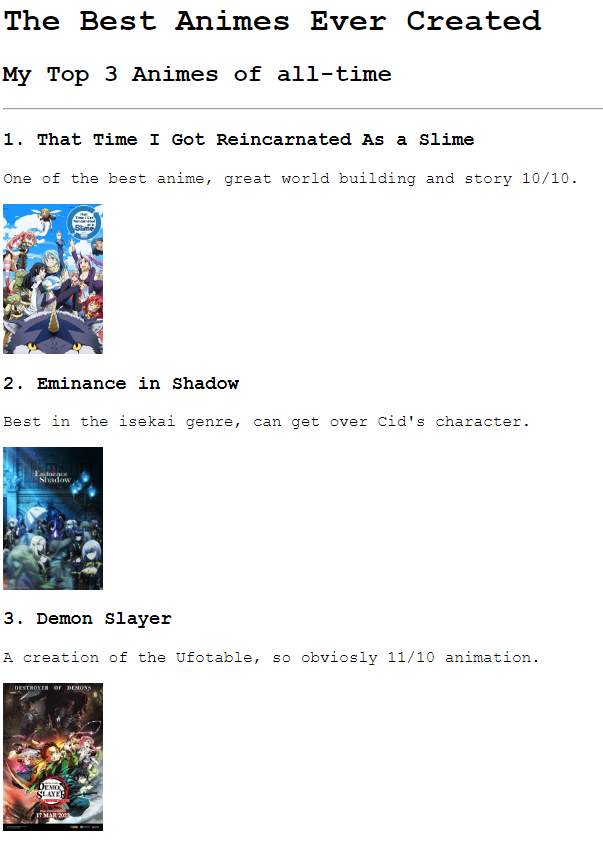 The Best Animes Ever Created
My Top 3 Animes of all-time
1. That Time I Got Reincarnated As a Slime
One of the best anime, great world building and story 10/10.
That
Time I Got
Reincarnated
as a
Slime
2. Eminance in Shadow
Best in the isekai genre, can get over Cid's character.
Eminence
Shadow
3. Demon Slayer
A creation of the Ufotable, so obviosly 11/10 animation.
DESTROYER OF DEMONS
DEMON
SLAYER
17 MAR